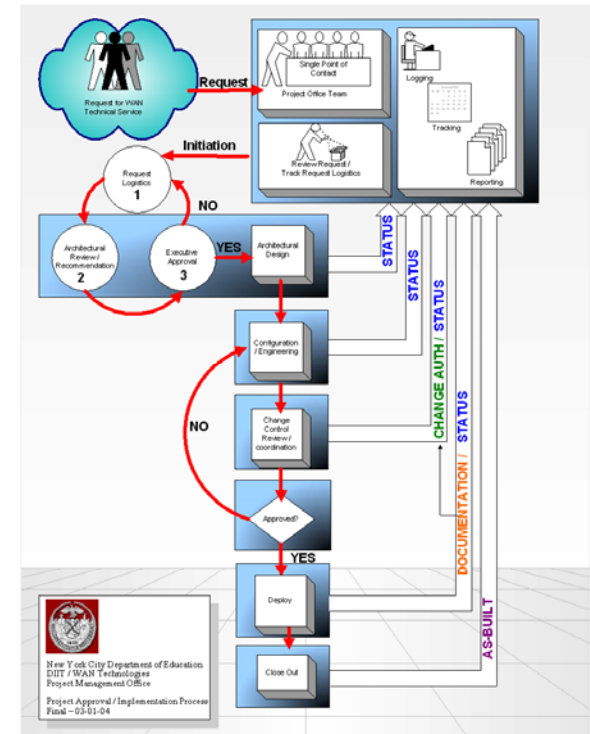 Request for WAN
Technical Service
Request
Single Point of
Contact
Project Office Team
Logging
Tracking
Reporting
Review Request /
Track Request Logistics
Initiation
Request
Logistics
1
NO
Architectural
Review /
Recommendation
2
Executive
Approval
3
YES
Architectural
Design
STATUS
STATUS
CHANGE AUTH / STATUS
DOCUMENTATION / STATUS
AS-BUILT
Configuration
/ Engineering
NO
Change
Control
Review /
coordination
Approved?
YES
Deploy
Close Out
New York City Department of Education
DIIT / WAN Technologies
Project Management Office
Project Approval / Implementation Process
Final – 03-01-04